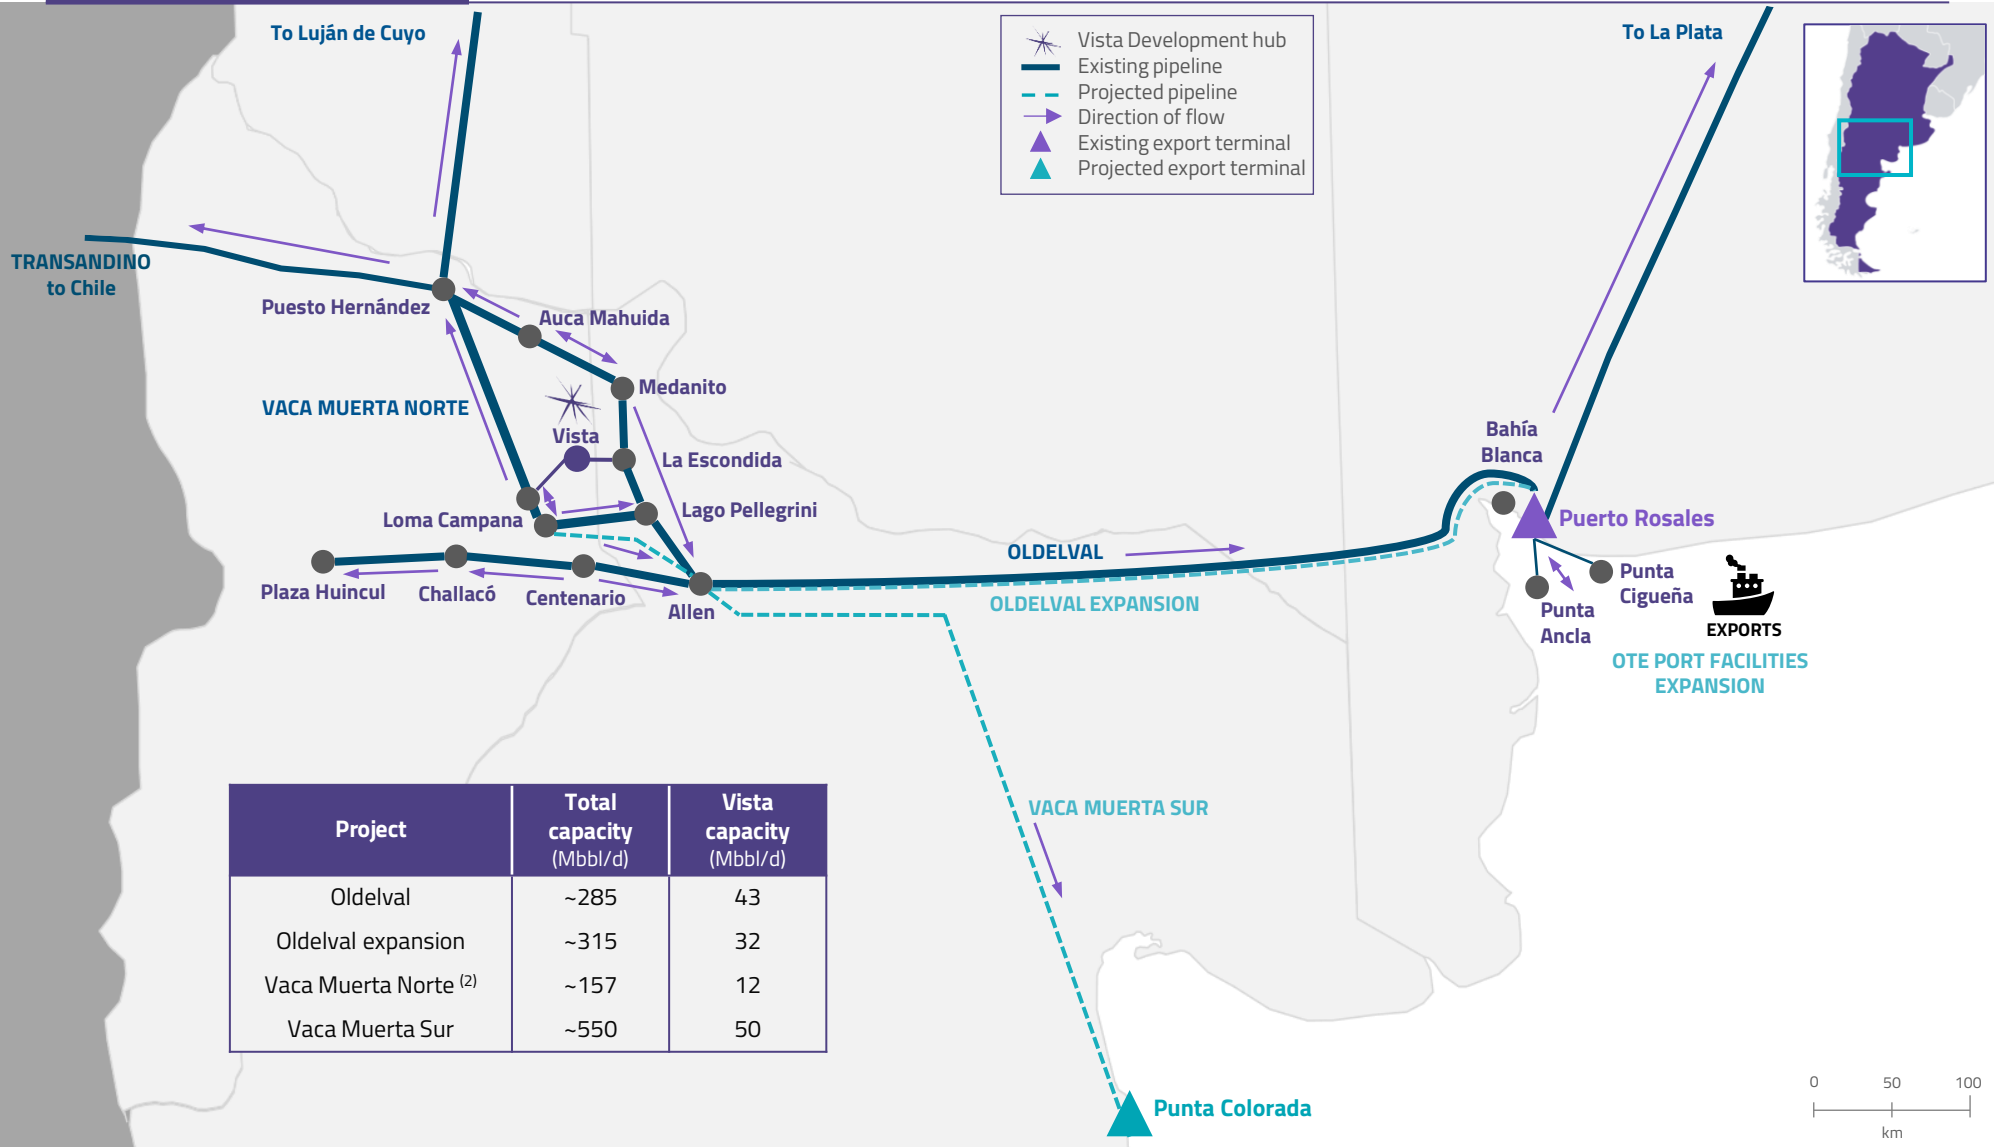 To Luján de Cuyo
Vista Development hub
Existing pipeline
Projected pipeline
Direction of flow
Existing export terminal
Projected export terminal
To La Plata
TRANSANDINO
to Chile
Puesto Hernández
Auca Mahuida
Medanito
VACA MUERTA NORTE
Vista
La Escondida
Bahía
Blanca
Loma Campana
Lago Pellegrini
Puerto Rosales
OLDELVAL
OLDELVAL EXPANSION
Plaza Huincul
Challacó
Centenario
Allen
Punta
Cigueña
Punta
Ancla
EXPORTS
OTE PORT FACILITIES
EXPANSION
VACA MUERTA SUR
Project Total capacity (Mbbl/d) Vista capacity (Mbbl/d)
Oldelval ~285 43
Oldelval expansion ~315 32
Vaca Muerta Norte (2) ~157 12
Vaca Muerta Sur ~550 50
Punta Colorada
0 50 100
km